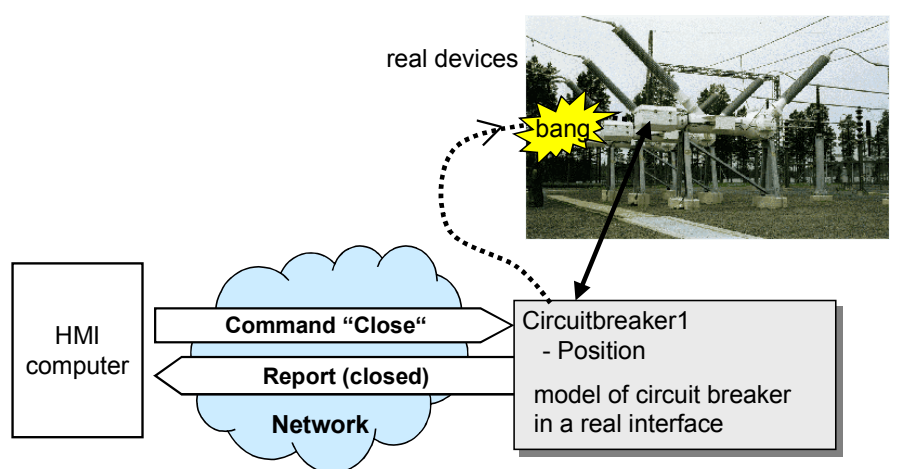 real devices
bang
HMI
computer
Command “Close“
Report (closed)
Network
Circuitbreaker1
- Position
model of circuit breaker
in a real interface